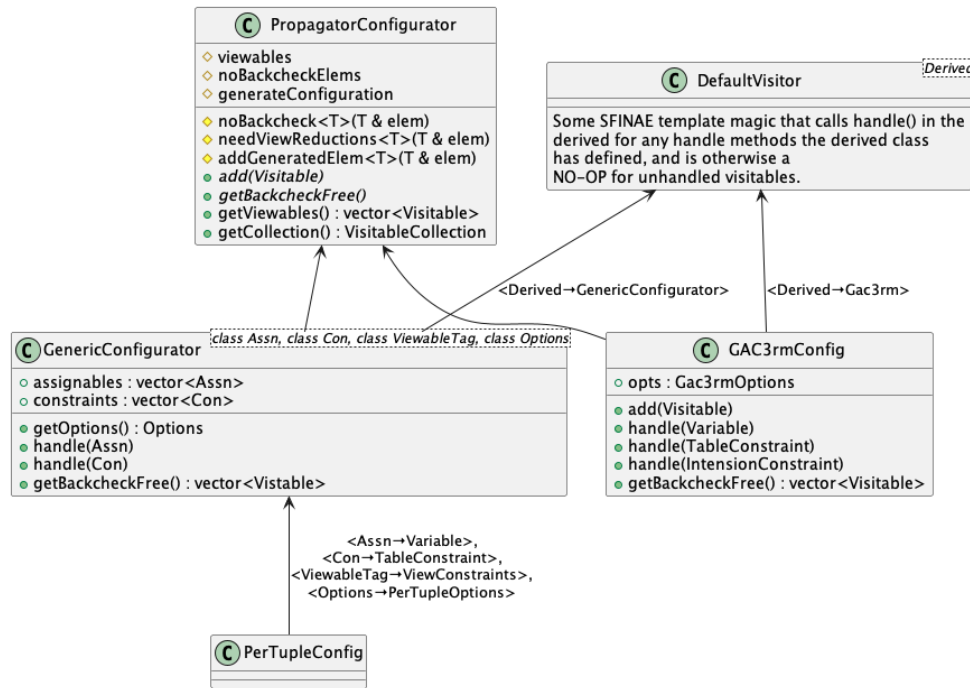 C PropagatorConfigurator
viewables
noBackcheckElems
generateConfiguration
noBackcheck<T>(T & elem)
needViewReductions<T>(T & elem)
addGeneratedElem<T>(T & elem)
add(Visitable)
getBackcheckFree()
getViewables() : vector<Visitable>
getCollection() : VisitableCollection
Derived
C DefaultVisitor
Some SFINAE template magic that calls handle() in the
derived for any handle methods the derived class
has defined, and is otherwise a
NO-OP for unhandled visitables.
<Derived→GenericConfigurator>
<Derived→Gac3rm>
class Assn, class Con, class ViewableTag, class Options
C GenericConfigurator
assignables : vector<Assn>
constraints : vector<Con>
getOptions() : Options
handle(Assn)
handle(Con)
getBackcheckFree() : vector<Vistable>
C GAC3rmConfig
opts : Gac3rmOptions
add(Visitable)
handle(Variable)
handle(TableConstraint)
handle(IntensionConstraint)
getBackcheckFree() : vector<Visitable>
<Assn→Variable>,
<Con→TableConstraint>,
<ViewableTag→ViewConstraints>,
<Options→PerTupleOptions>
C PerTupleConfig